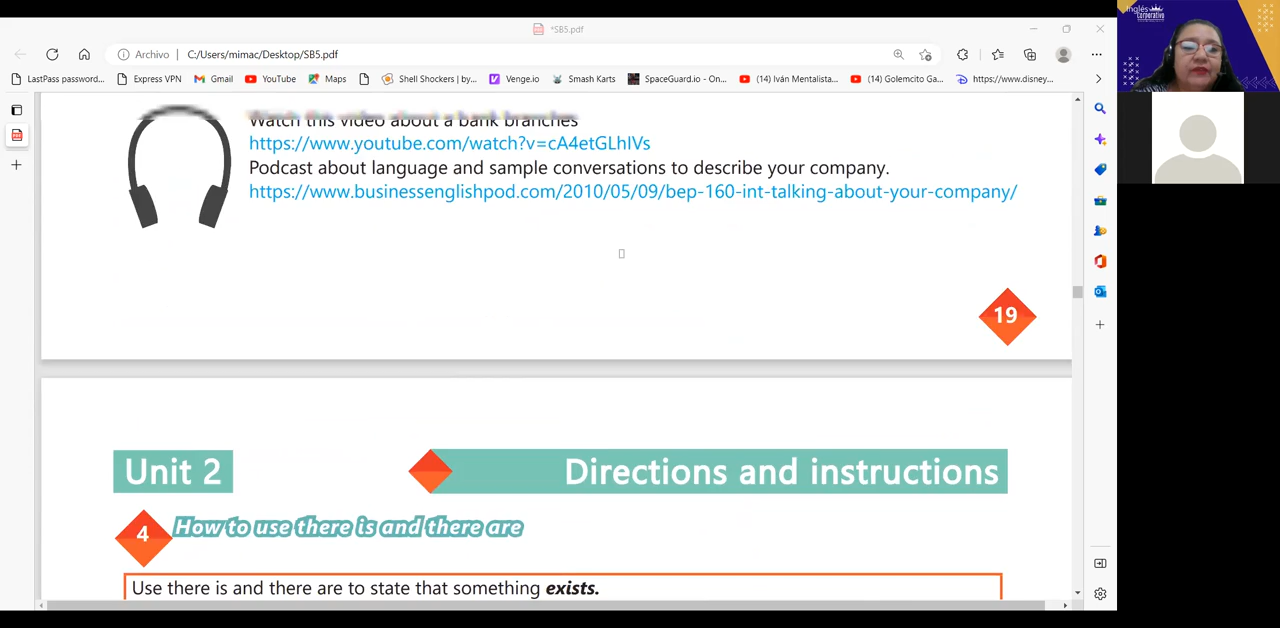 *SB5.pdf
Archivo
C:/Users/mimac/Desktop/SB5.pdf
LastPass password...
Express VPN
Gmail
YouTube
Maps
Shell Shockers | by...
Venge.io
Smash Karts
SpaceGuard.io - On...
(14) Iván Mentalista...
(14) Golemcito Ga...
https://www.disney...
Inglés
Corporativo
Watch this video about a bank branches
https://www.youtube.com/watch?v=cA4etGLhIVs
Podcast about language and sample conversations to describe your company.
https://www.businessenglishpod.com/2010/05/09/bep-160-int-talking-about-your-company/
19
Unit 2
Directions and instructions
4
How to use there is and there are
Use there is and there are to state that something exists.